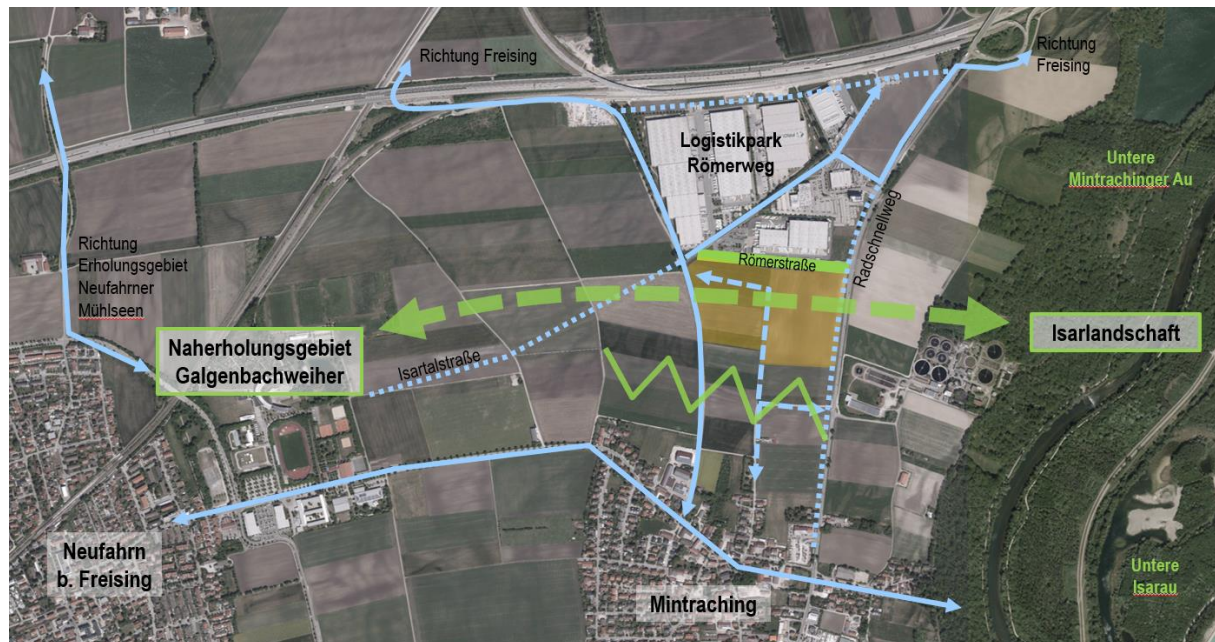 Richtung Freising
Richtung
Freising
Logistikpark
Römerweg
Untere
Mintrachinger Au
Radschnellweg
Richtung
Erholungsgebiet
Neufahrner
Mühlseen
Römerstraße
Naherholungsgebiet
Galgenbachweiher
Isartalstraße
Isarlandschaft
Neufahrn
b. Freising
Mintraching
Untere
Isarau